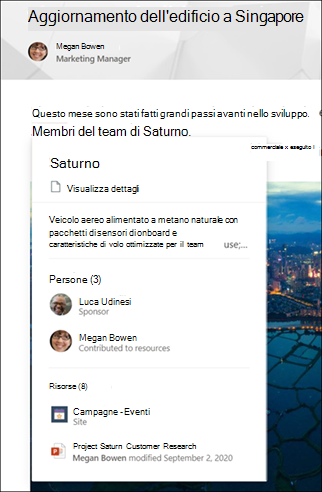 Aggiornamento dell'edificio a Singapore
Megan Bowen
Marketing Manager
Questo mese sono stati fatti grandi passi avanti nello sviluppo.
Membri del team di Saturno.
commerciale x eseguito l
Saturno
Visualizza dettagli
Veicolo aereo alimentato a metano naturale con
pacchetti di sensori di onboard e
caratteristiche di volo ottimizzate per il team use;...
Persone (3)
Luca Udinesi
Sponsor
Megan Bowen
Contributed to resources
Risorse (8)
Campagne - Eventi
Site
Project Saturn Customer Research
Megan Bowen modified September 2, 2020